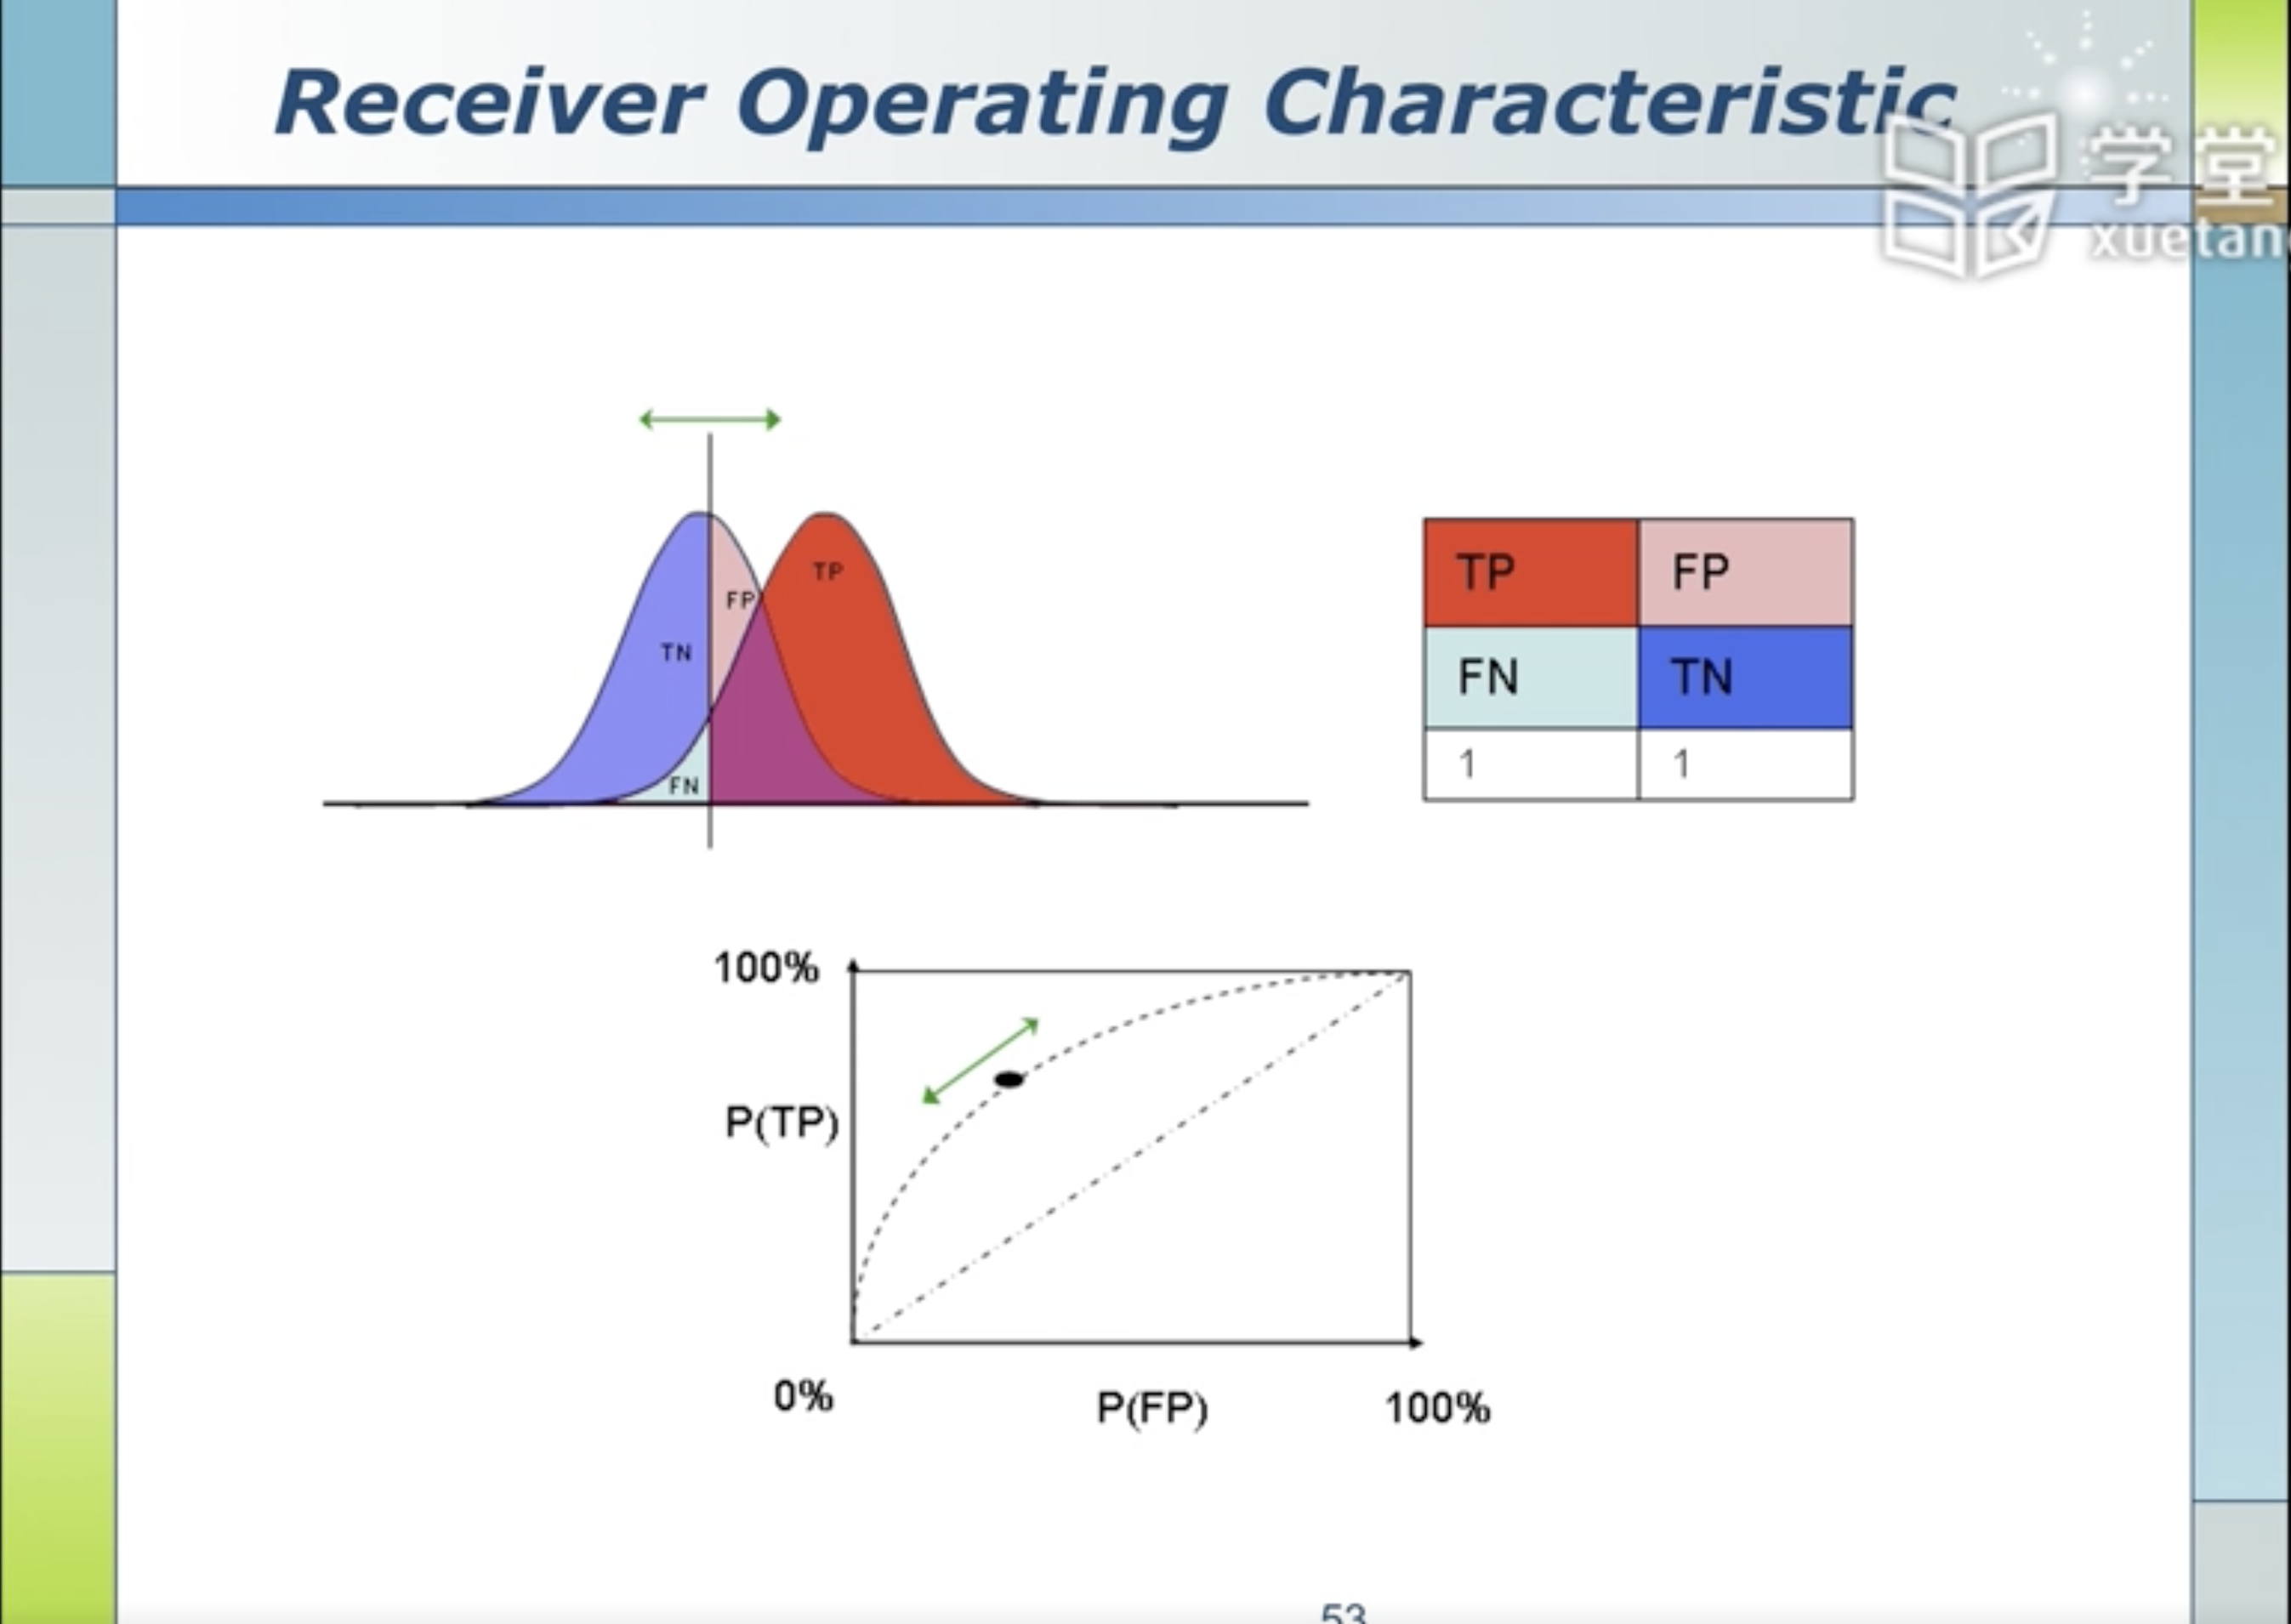 Receiver Operating Characteristic
学堂
xuetan
TP
FP
TN
FN
TP FP
FN TN
1 1
100%
P(TP)
0% P(FP) 100%
53